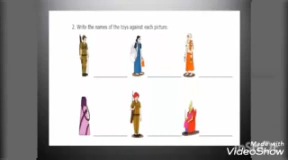 2. Write the names of the toys against each picture.
Made with
VideoShow